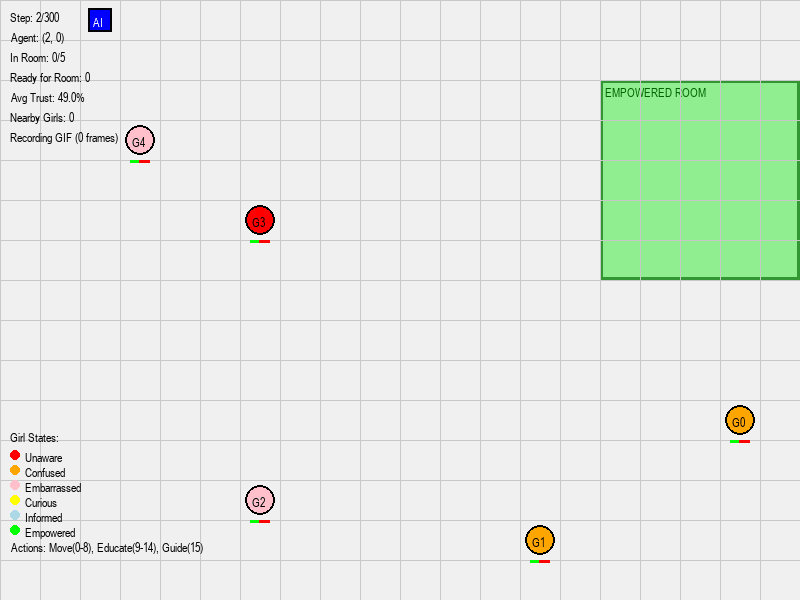 Step: 2/300
AI
Agent: (2, 0)
In Room: 0/5
Ready for Room: 0
EMPOWERED ROOM
Avg Trust: 49.0%
Nearby Girls: 0
Recording GIF (0 frames)
G4
G3
G0
Girl States:
Unaware
Confused
Embarrassed
Curious
Informed
Empowered
G2
G1
Actions: Move(0-8), Educate(9-14), Guide(15)